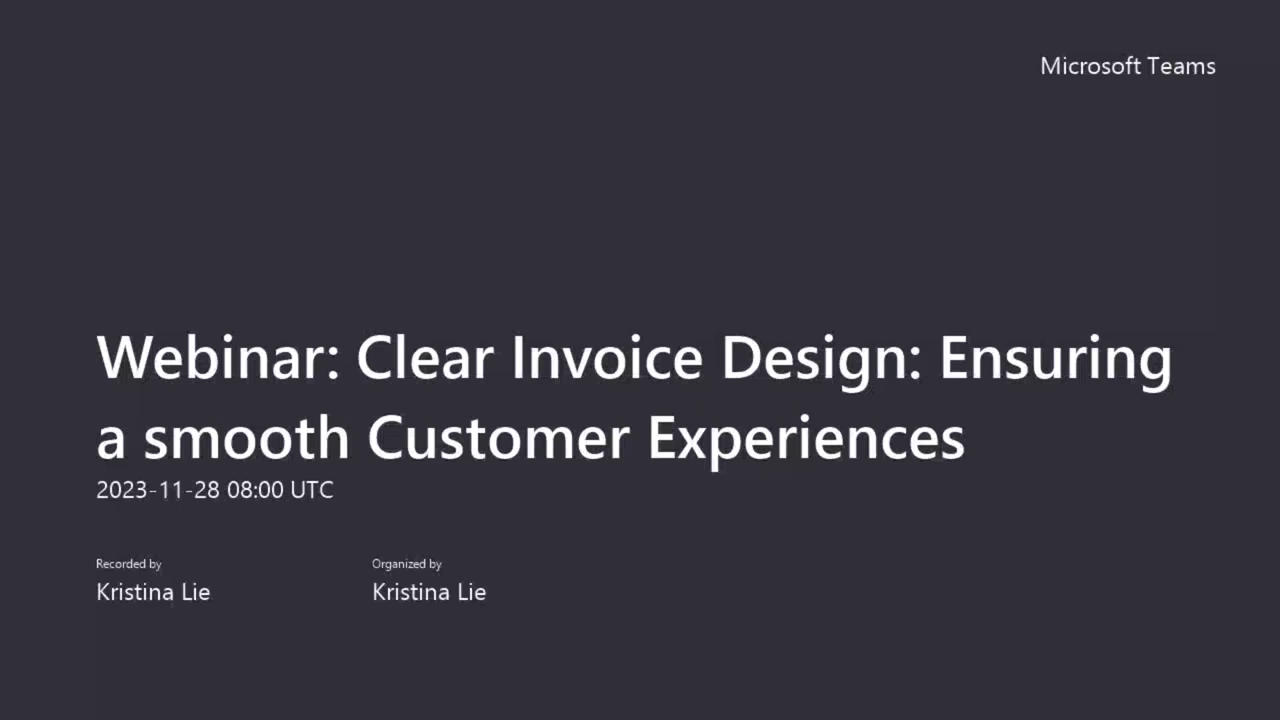 Microsoft Teams
Webinar: Clear Invoice Design: Ensuring
a smooth Customer Experiences
2023-11-28 08:00 UTC
Recorded by
Organized by
Kristina Lie
Kristina Lie